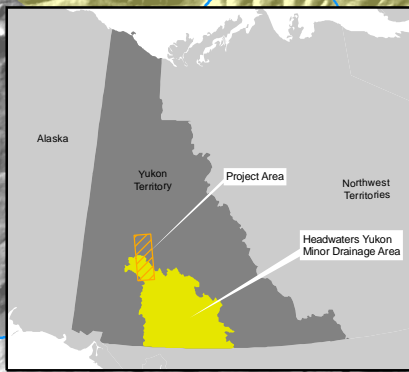 Alaska
Yukon
Territory
Project Area
Northwest
Territories
Headwaters Yukon
Minor Drainage Area